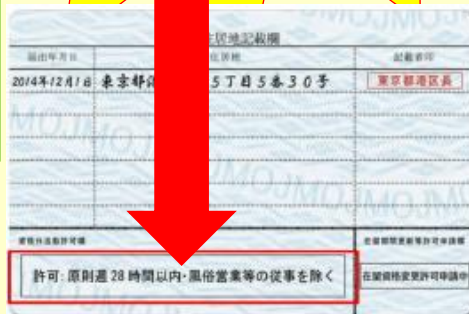 住居地記載欄
届出年月日 住居地 記載者印
2014年12月1日 東京都港 5丁目5番30号 東京都港区長
資格外活動許可欄 在留期間更新等許可申請欄
許可:原則週28時間以内・風俗営業等の従事を除く 在留資格変更許可申請中
MOJMOJ